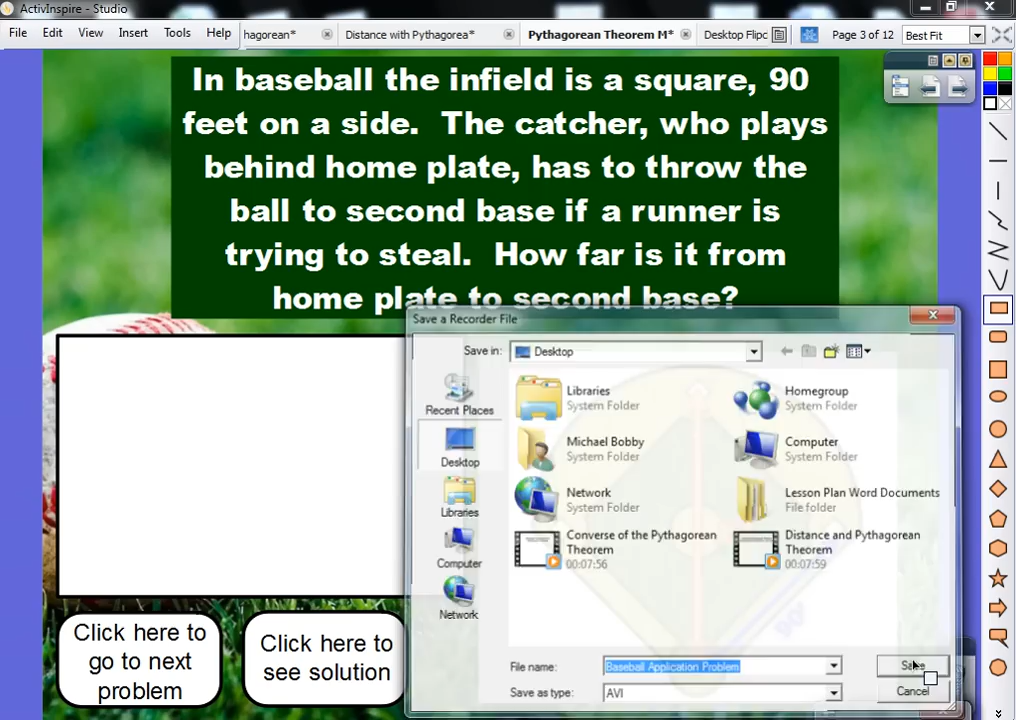 ActivInspire - Studio
File Edit View Insert Tools Help
hagorean* Distance with Pythagorea* Pythagorean Theorem M* Desktop Flipc Page 3 of 12 Best Fit
In baseball the infield is a square, 90
feet on a side. The catcher, who plays
behind home plate, has to throw the
ball to second base if a runner is
trying to steal. How far is it from
home plate to second base?
Save a Recorder File
Save in: Desktop
Recent Places
Desktop
Libraries
Computer
Network
Libraries
System Folder
Homegroup
System Folder
Michael Bobby
System Folder
Computer
System Folder
Network
System Folder
Lesson Plan Word Documents
File folder
Converse of the Pythagorean
Theorem
00:07:56
Distance and Pythagorean
Theorem
00:07:59
File name: Baseball Application Problem
Save
Save as type: AVI
Cancel
Click here to
go to next
problem
Click here to
see solution